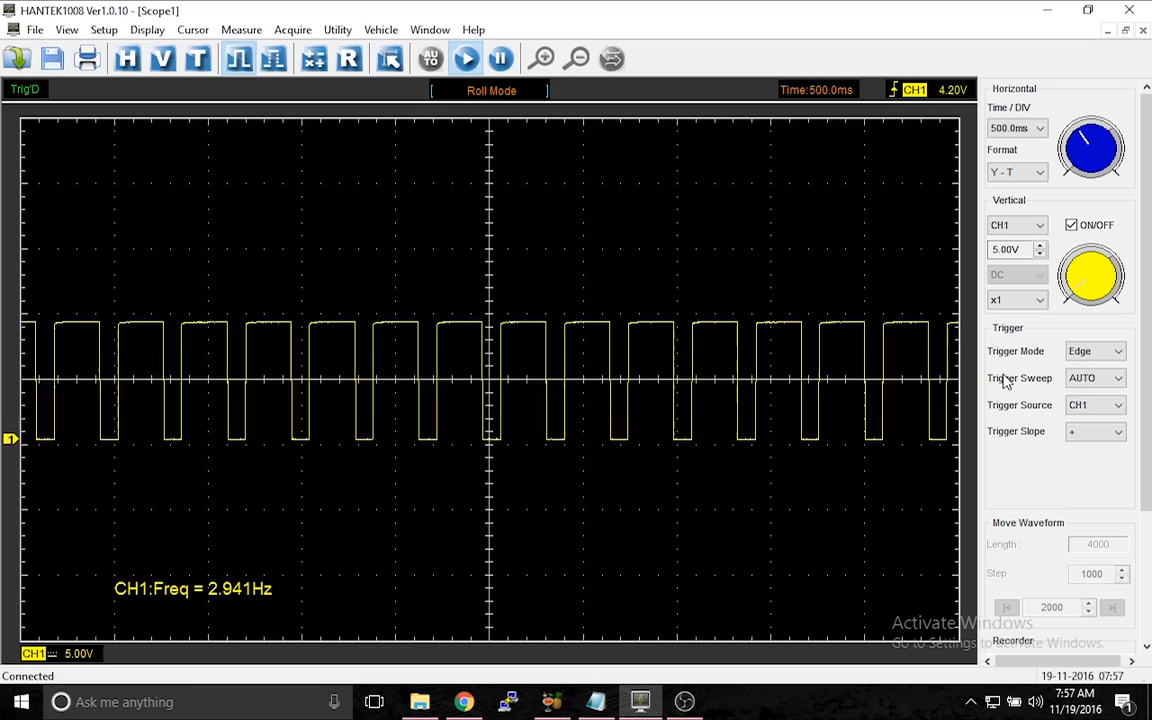 HANTEK1008 Ver1.0.10 - [Scope1]
File View Setup Display Cursor Measure Acquire Utility Vehicle Window Help
H V T R AUTO
Trig'D [ Roll Mode ] Time:500.0ms CH1 4.20V
Horizontal
Time / DIV
500.0ms
Format
Y - T
Vertical
CH1 ON/OFF
5.00V
DC
x1
Trigger
Trigger Mode Edge
Trigger Sweep AUTO
Trigger Source CH1
Trigger Slope +
1
Move Waveform
Length : 4000
Step 1000
|< 2000 >|
CH1:Freq = 2.941Hz
Activate Windows
Go to Settings to activate Windows.
Recorder
CH1 5.00V
Connected 19-11-2016 07:57
Ask me anything
7:57 AM
11/19/2016
1